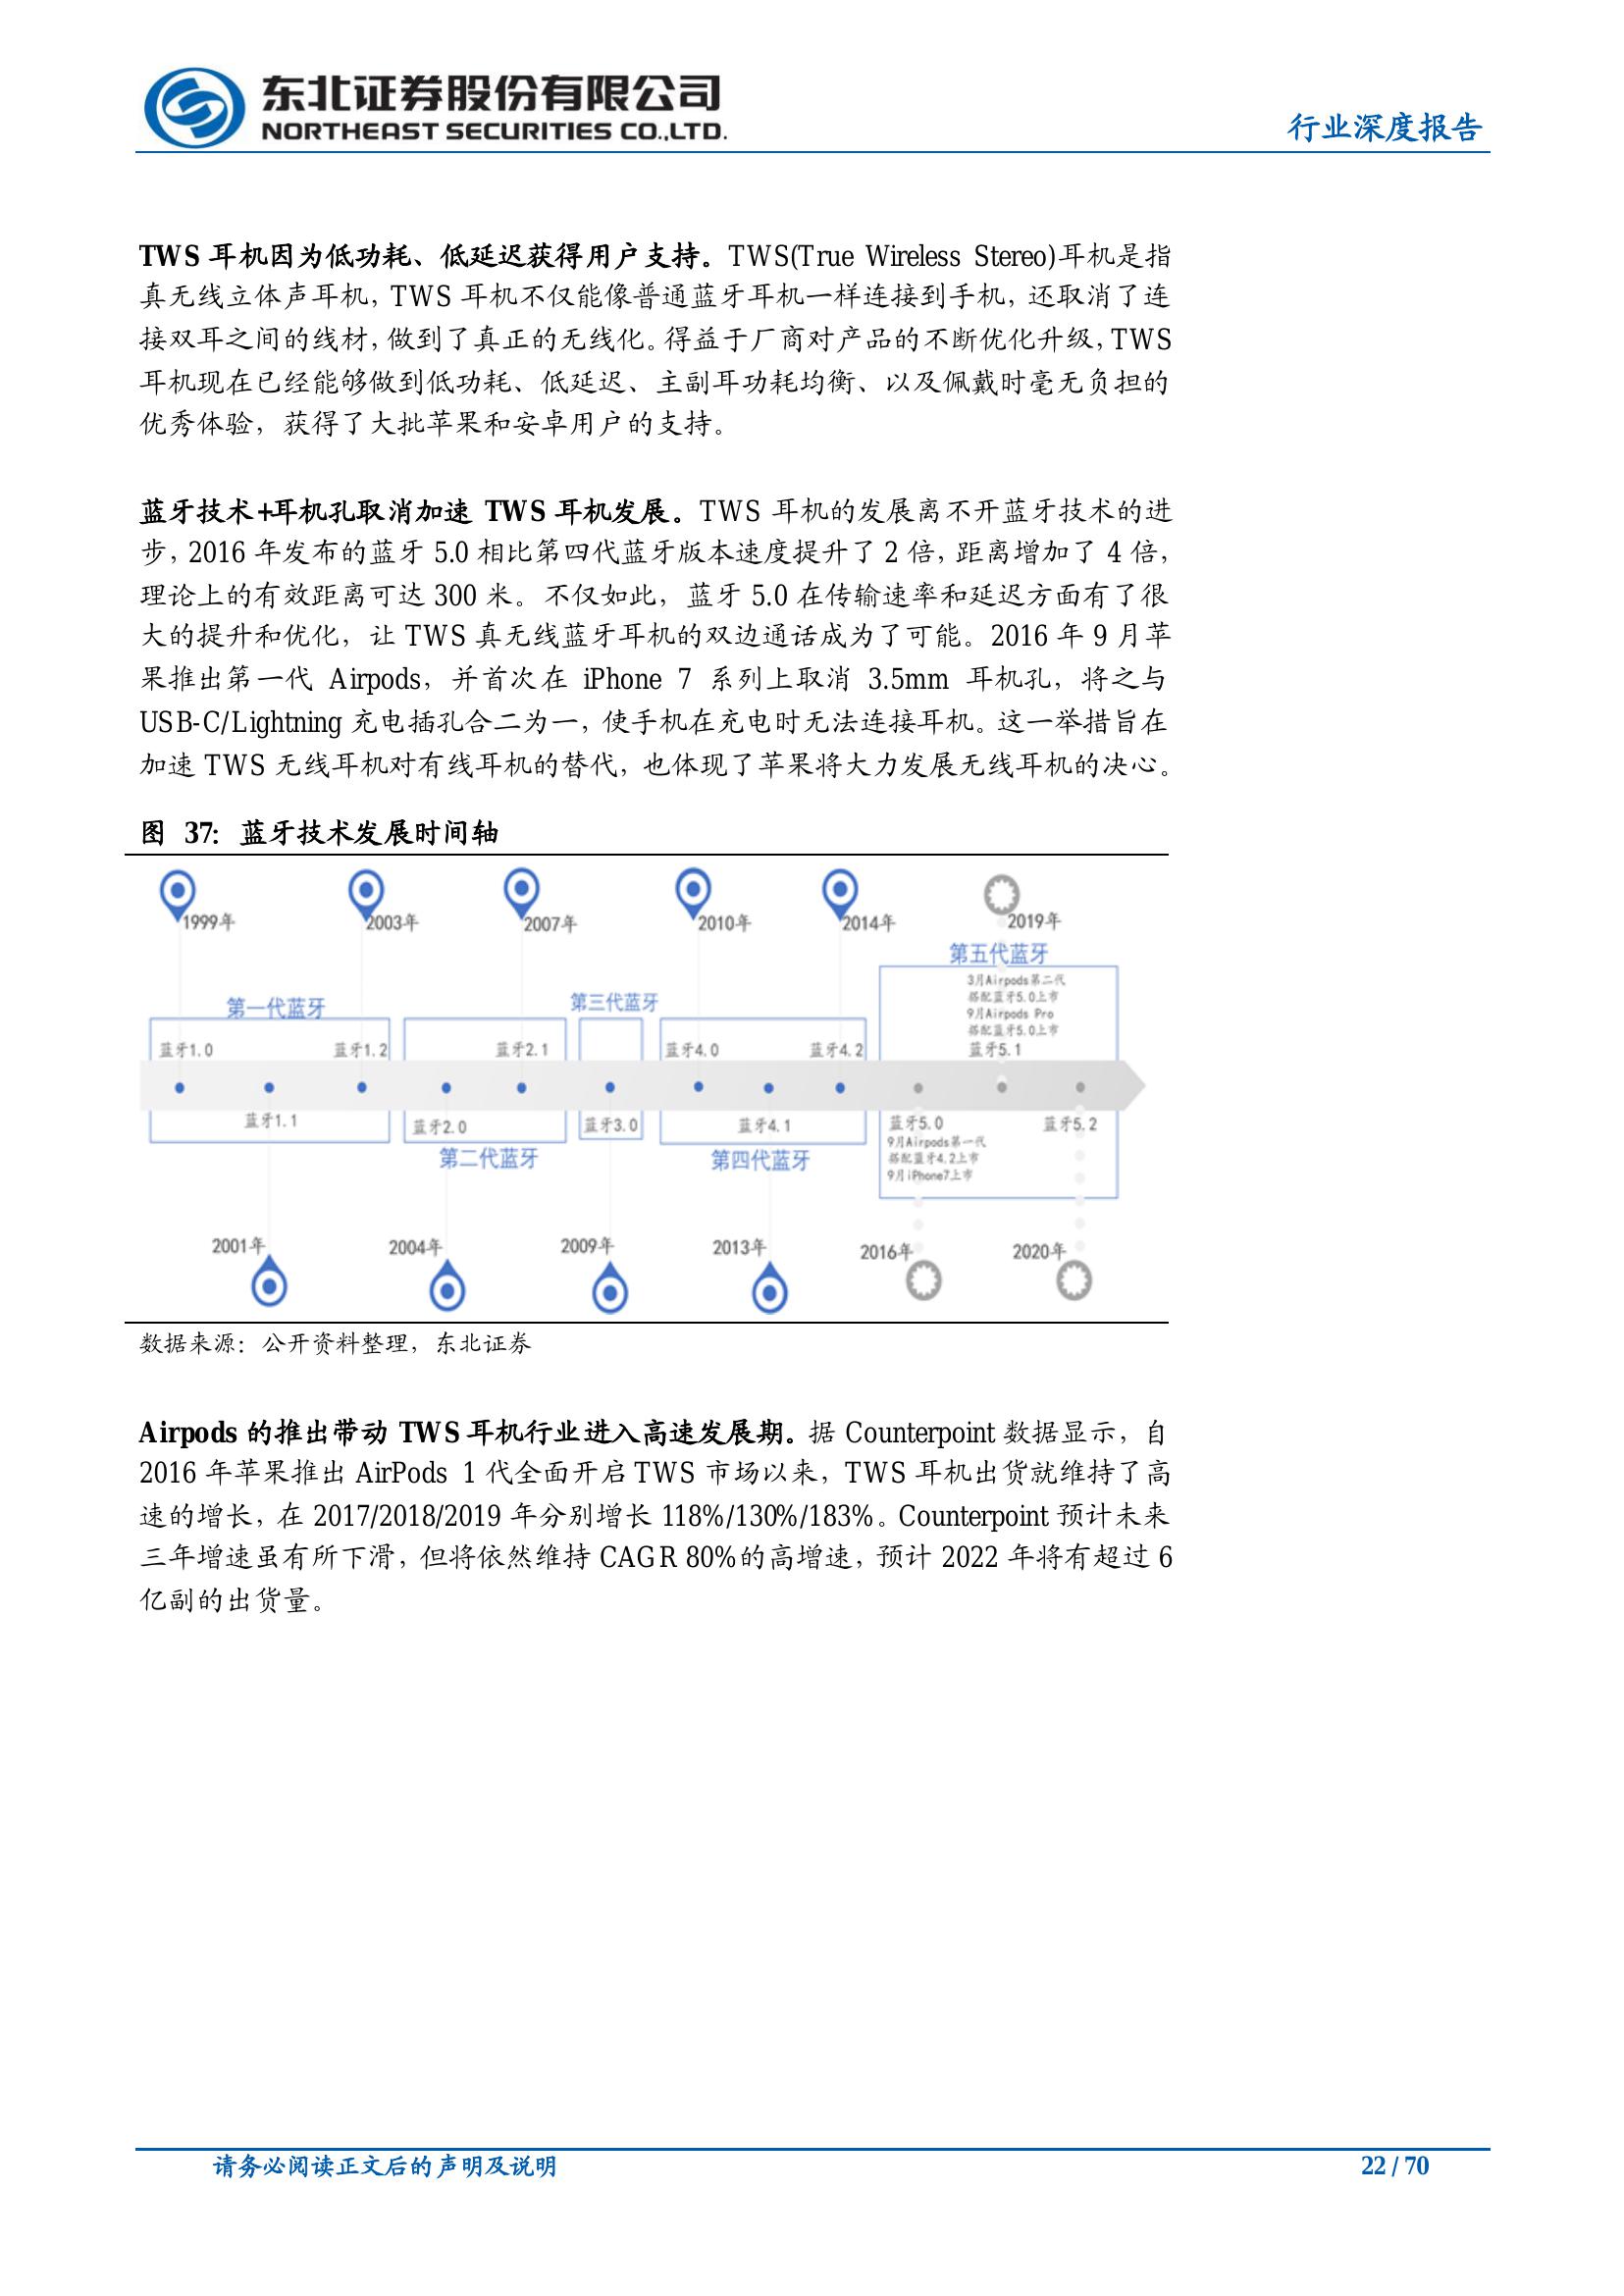 东北证券股份有限公司
NORTHEAST SECURITIES CO.,LTD.
行业深度报告
TWS 耳机因为低功耗、低延迟获得用户支持。TWS(True Wireless Stereo)耳机是指
真无线立体声耳机，TWS 耳机不仅能像普通蓝牙耳机一样连接到手机，还取消了连
接双耳之间的线材，做到了真正的无线化。得益于厂商对产品的不断优化升级，TWS
耳机现在已经能够做到低功耗、低延迟、主副耳功耗均衡、以及佩戴时毫无负担的
优秀体验，获得了大批苹果和安卓用户的支持。
蓝牙技术+耳机孔取消加速 TWS 耳机发展。TWS 耳机的发展离不开蓝牙技术的进
步，2016 年发布的蓝牙 5.0 相比第四代蓝牙版本速度提升了 2 倍，距离增加了 4 倍，
理论上的有效距离可达 300 米。不仅如此，蓝牙 5.0 在传输速率和延迟方面有了很
大的提升和优化，让 TWS 真无线蓝牙耳机的双边通话成为了可能。2016 年 9 月苹
果推出第一代 Airpods，并首次在 iPhone 7 系列上取消 3.5mm 耳机孔，将之与
USB-C/Lightning 充电插孔合二为一，使手机在充电时无法连接耳机。这一举措旨在
加速 TWS 无线耳机对有线耳机的替代，也体现了苹果将大力发展无线耳机的决心。
图 37：蓝牙技术发展时间轴
1999年
2003年
2007年
2010年
2014年
2019年
第五代蓝牙
3月Airpods第二代
搭配蓝牙5.0上市
9月Airpods Pro
搭配蓝牙5.0上市
第一代蓝牙
第三代蓝牙
蓝牙1.0
蓝牙1.2
蓝牙2.1
蓝牙4.0
蓝牙4.2
蓝牙5.1
蓝牙1.1
蓝牙2.0
蓝牙3.0
蓝牙4.1
蓝牙5.0
蓝牙5.2
9月Airpods第一代
搭配蓝牙4.2上市
9月iPhone7上市
第二代蓝牙
第四代蓝牙
2001年
2004年
2009年
2013年
2016年
2020年
数据来源：公开资料整理，东北证券
Airpods 的推出带动 TWS 耳机行业进入高速发展期。据 Counterpoint 数据显示，自
2016 年苹果推出 AirPods 1 代全面开启 TWS 市场以来，TWS 耳机出货就维持了高
速的增长，在 2017/2018/2019 年分别增长 118%/130%/183%。Counterpoint 预计未来
三年增速虽有所下滑，但将依然维持 CAGR 80%的高增速，预计 2022 年将有超过 6
亿副的出货量。
请务必阅读正文后的声明及说明
22 / 70